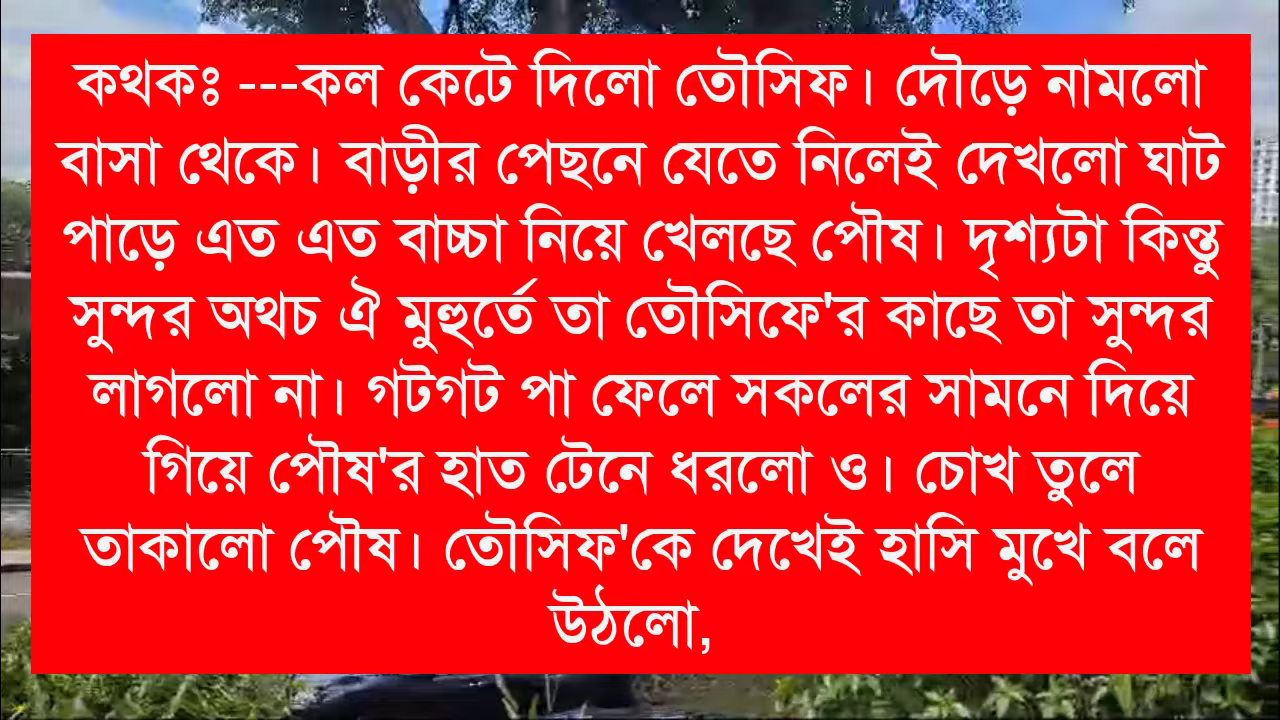 কথকঃ ---কল কেটে দিলো তৌসিফ। দৌড়ে নামলো
বাসা থেকে। বাড়ীর পেছনে যেতে নিলেই দেখলো ঘাট
পাড়ে এত এত বাচ্চা নিয়ে খেলছে পৌষ। দৃশ্যটা কিন্তু
সুন্দর অথচ ঐ মুহুর্তে তা তৌসিফে'র কাছে তা সুন্দর
লাগলো না। গটগট পা ফেলে সকলের সামনে দিয়ে
গিয়ে পৌষ'র হাত টেনে ধরলো ও। চোখ তুলে
তাকালো পৌষ। তৌসিফ'কে দেখেই হাসি মুখে বলে
উঠলো,